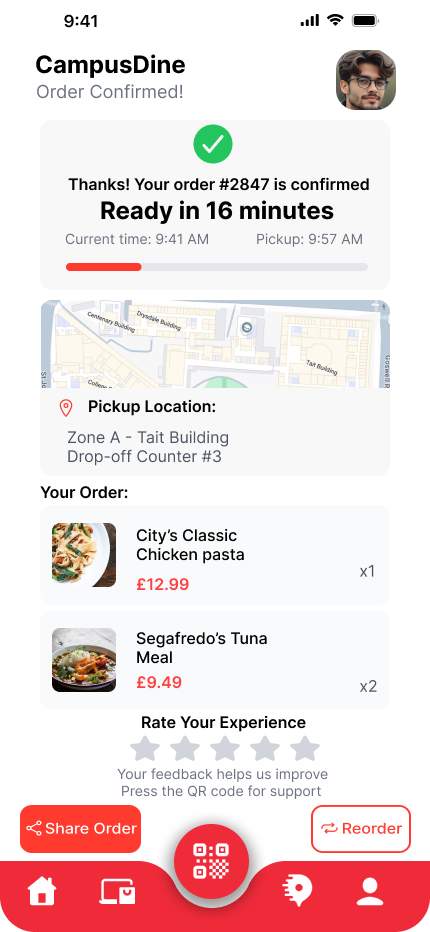 9:41
CampusDine
Order Confirmed!
Thanks! Your order #2847 is confirmed
Ready in 16 minutes
Current time: 9:41 AM
Pickup: 9:57 AM
Centenary Building
Drysdale Building
Tait Building
Goswell R
College
Pickup Location:
Zone A - Tait Building
Drop-off Counter #3
Your Order:
City’s Classic
Chicken pasta
£12.99
x1
Segafredo’s Tuna
Meal
£9.49
x2
Rate Your Experience
Your feedback helps us improve
Press the QR code for support
Share Order
Reorder